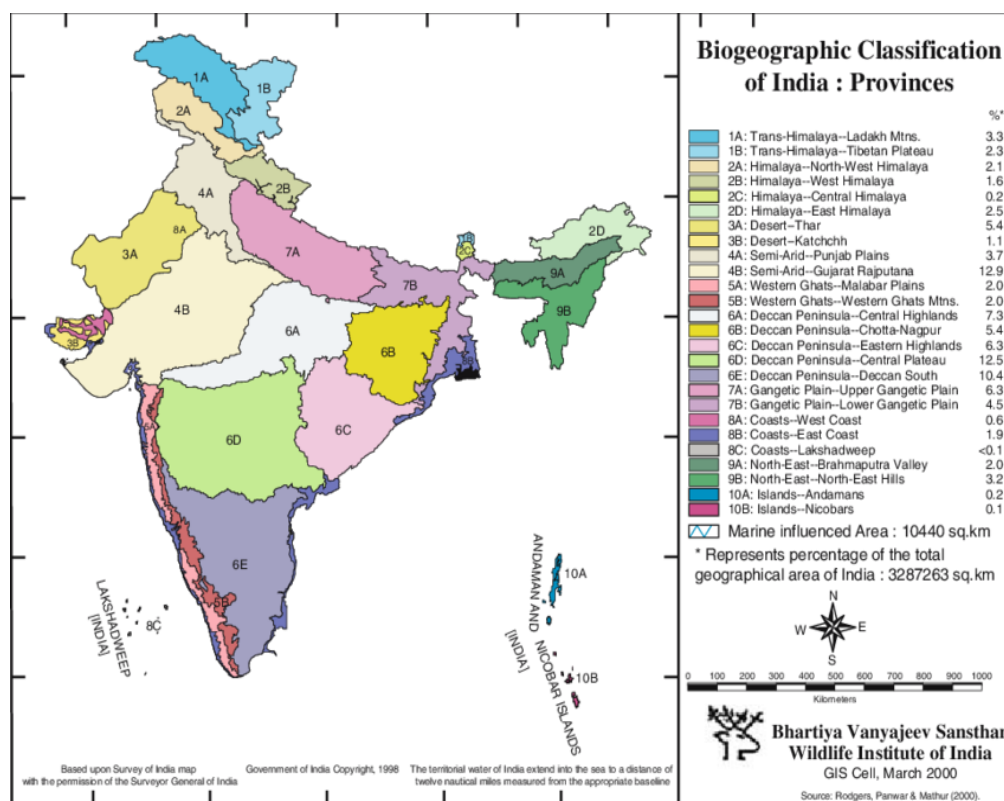 Biogeographic Classification
of India : Provinces
%*
1A: Trans-Himalaya--Ladakh Mtns. 3.3
1B: Trans-Himalaya--Tibetan Plateau 2.3
2A: Himalaya--North-West Himalaya 2.1
2B: Himalaya--West Himalaya 1.6
2C: Himalaya--Central Himalaya 0.2
2D: Himalaya--East Himalaya 2.5
3A: Desert--Thar 5.4
3B: Desert--Katchchh 1.1
4A: Semi-Arid--Punjab Plains 3.7
4B: Semi-Arid--Gujarat Rajputana 12.9
5A: Western Ghats--Malabar Plains 2.0
5B: Western Ghats--Western Ghats Mtns. 2.0
6A: Deccan Peninsula--Central Highlands 7.3
6B: Deccan Peninsula--Chotta-Nagpur 5.4
6C: Deccan Peninsula--Eastern Highlands 6.3
6D: Deccan Peninsula--Central Plateau 12.5
6E: Deccan Peninsula--Deccan South 10.4
7A: Gangetic Plain--Upper Gangetic Plain 6.3
7B: Gangetic Plain--Lower Gangetic Plain 4.5
8A: Coasts--West Coast 0.6
8B: Coasts--East Coast 1.9
8C: Coasts--Lakshadweep <0.1
9A: North-East--Brahmaputra Valley 2.0
9B: North-East--North-East Hills 3.2
10A: Islands--Andamans 0.2
10B: Islands--Nicobars 0.1
Marine influenced Area : 10440 sq.km
* Represents percentage of the total
geographical area of India : 3287263 sq.km
N
W E
S
0 100 200 300 400 500 600 700 800 900 1000
Kilometers
Bhartiya Vanyajeev Sansthan
Wildlife Institute of India
GIS Cell, March 2000
Source: Rodgers, Panwar & Mathur (2000).
1A
1B
2A
2B
4A
8A
3A
7A
2D
1B
2C
9A
7B
4B
9B
6A
3B
6B
8B
5A
6D
6C
6E
5B
8C
10A
10B
LAKSHADWEEP
[INDIA]
ANDAMAN AND NICOBAR ISLANDS
[INDIA]
Based upon Survey of India map
with the permission of the Surveyor General of India
Government of India Copyright, 1998
The territorial water of India extend into the sea to a distance of
twelve nautical miles measured from the appropriate baseline